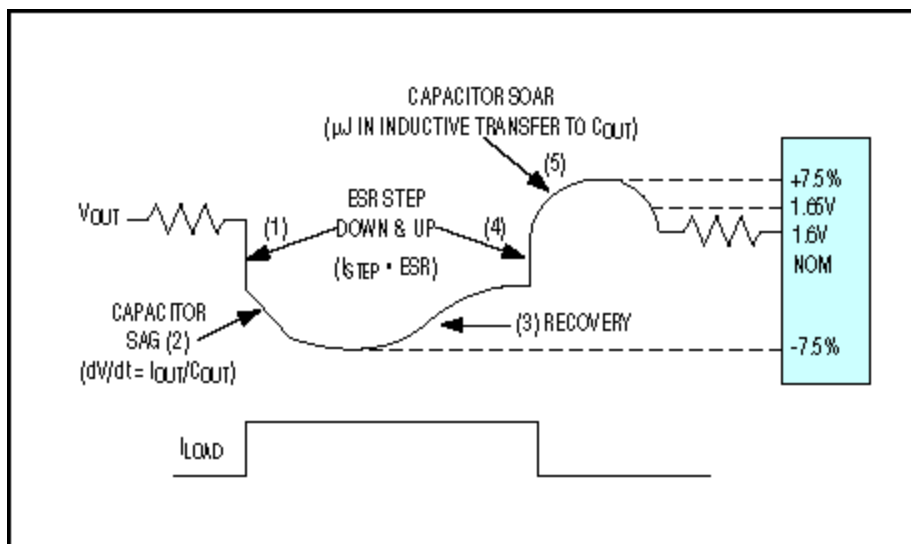 CAPACITOR SOAR
(µJ IN INDUCTIVE TRANSFER TO COUT)
(5)
+7.5%
1.65V
1.6V
NOM
-7.5%
VOUT
(1)
ESR STEP
DOWN & UP
(ISTEP • ESR)
(4)
CAPACITOR
SAG (2)
(dV/dt = IOUT/COUT)
(3) RECOVERY
ILOAD